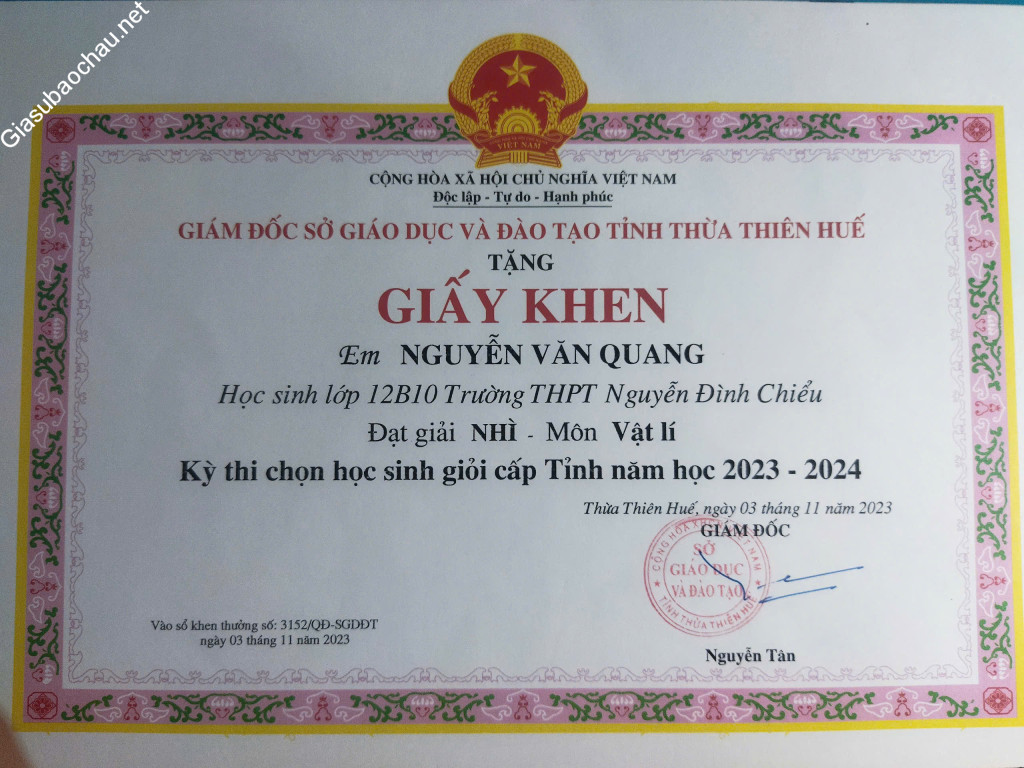 Giasubaochau.net
VIỆT NAM
CỘNG HÒA XÃ HỘI CHỦ NGHĨA VIỆT NAM
Độc lập - Tự do - Hạnh phúc
GIÁM ĐỐC SỞ GIÁO DỤC VÀ ĐÀO TẠO TỈNH THỪA THIÊN HUẾ
TẶNG
GIẤY KHEN
Em NGUYỄN VĂN QUANG
Học sinh lớp 12B10 Trường THPT Nguyễn Đình Chiểu
Đạt giải NHÌ - Môn Vật lí
Kỳ thi chọn học sinh giỏi cấp Tỉnh năm học 2023 - 2024
Thừa Thiên Huế, ngày 03 tháng 11 năm 2023
GIÁM ĐỐC
CỘNG HÒA XHCN VIỆT NAM
SỞ
GIÁO DỤC
VÀ ĐÀO TẠO
TỈNH THỪA THIÊN HUẾ
Vào sổ khen thưởng số: 3152/QĐ-SGDĐT
ngày 03 tháng 11 năm 2023
Nguyễn Tân